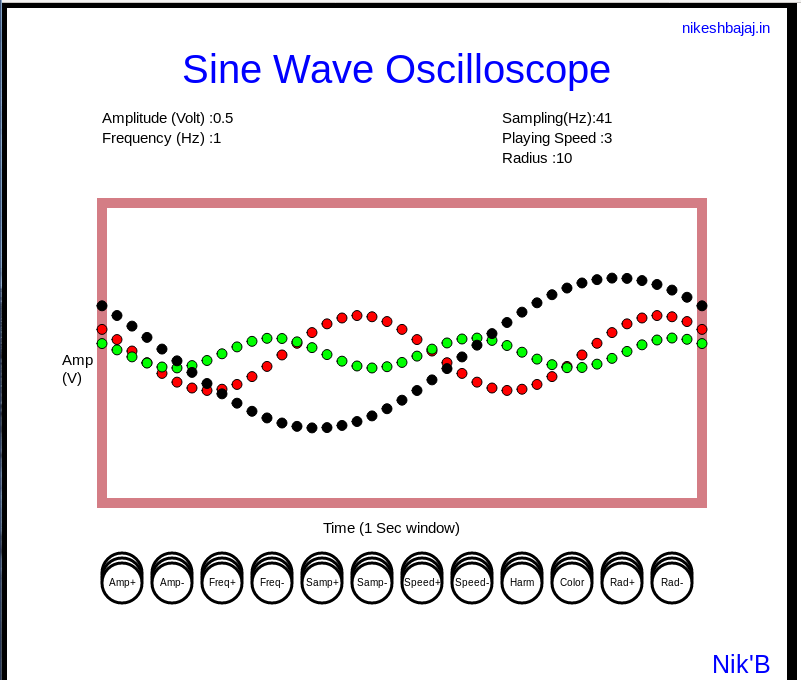 nikeshbajaj.in
Sine Wave Oscilloscope
Amplitude (Volt) :0.5
Frequency (Hz) :1
Sampling(Hz):41
Playing Speed :3
Radius :10
Amp
(V)
Time (1 Sec window)
Amp+ Amp- Freq+ Freq- Samp+ Samp- Speed+ Speed- Harm Color Rad+ Rad-
Nik'B